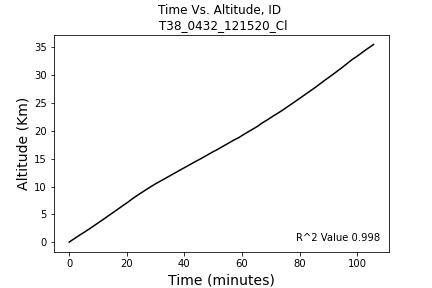 Time Vs. Altitude, ID
T38_0432_121520_Cl
35
30
25
20
15
10
5
0
Altitude (Km)
R^2 Value 0.998
0 20 40 60 80 100
Time (minutes)